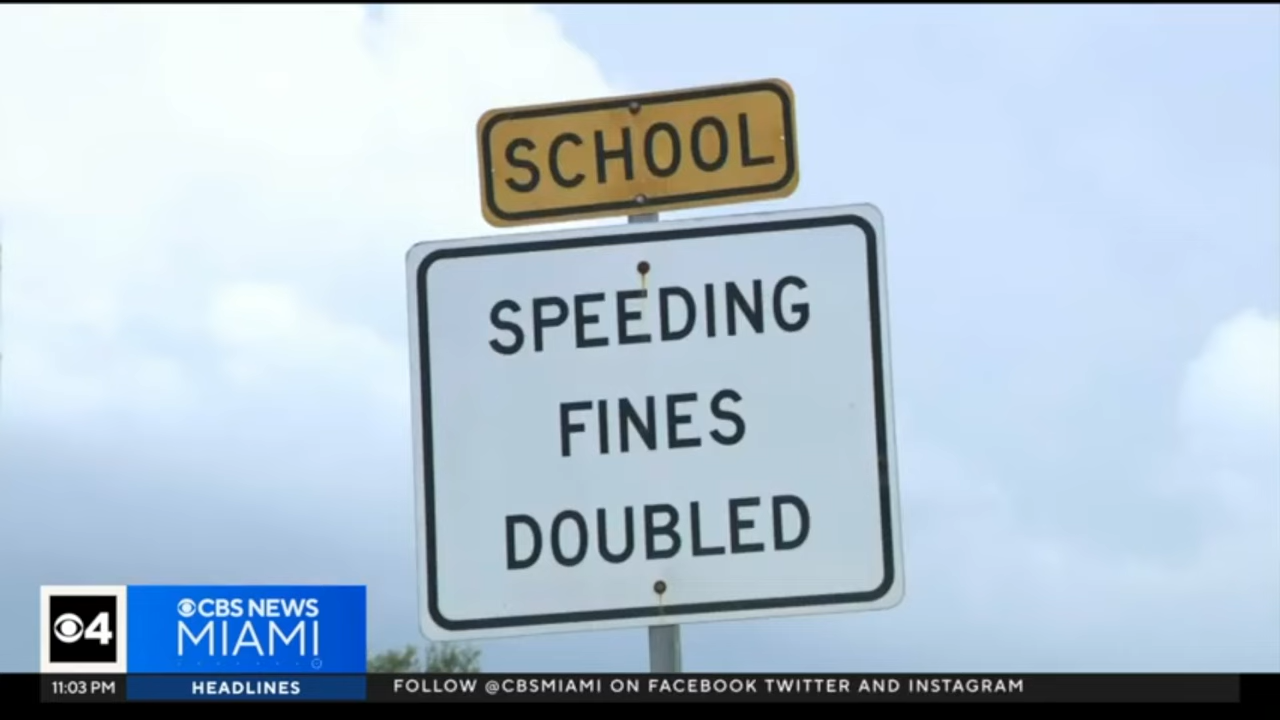 SCHOOL
SPEEDING
FINES
DOUBLED
4
CBS NEWS
MIAMI
11:03 PM
HEADLINES
FOLLOW @CBSMIAMI ON FACEBOOK TWITTER AND INSTAGRAM